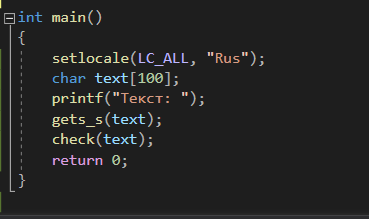 int main()
{
setlocale(LC_ALL, "Rus");
char text[100];
printf("Текст: ");
gets_s(text);
check(text);
return 0;
}